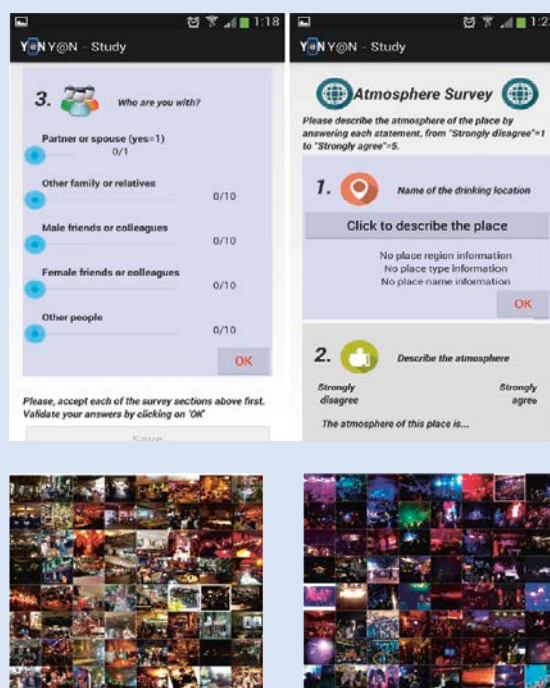 1:18
Y@N Y@N - Study
3.
Who are you with?
Partner or spouse (yes=1)
0/1
Other family or relatives
0/10
Male friends or colleagues
0/10
Female friends or colleagues
0/10
Other people
0/10
OK
Please, accept each of the survey sections above first.
Validate your answers by clicking on 'OK'
Save
Y@N Y@N - Study
Atmosphere Survey
Please describe the atmosphere of the place by
answering each statement, from "Strongly disagree"=1
to "Strongly agree"=5.
1.
Name of the drinking location
Click to describe the place
No place region information
No place type information
No place name information
OK
2.
Describe the atmosphere
Strongly
disagree
Strongly
agree
The atmosphere of this place is...